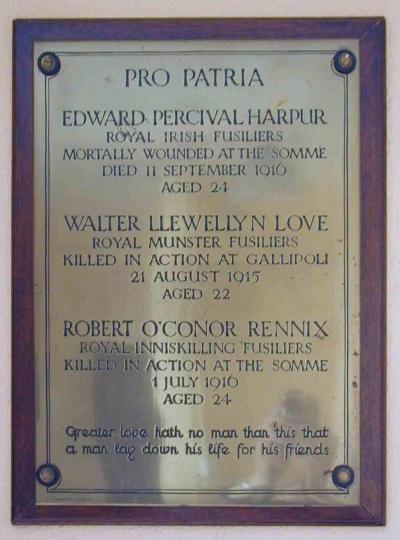 PRO PATRIA
EDWARD PERCIVAL HARPUR
ROYAL IRISH FUSILIERS
MORTALLY WOUNDED AT THE SOMME
DIED 11 SEPTEMBER 1916
AGED 24
WALTER LLEWELLYN LOVE
ROYAL MUNSTER FUSILIERS
KILLED IN ACTION AT GALLIPOLI
21 AUGUST 1915
AGED 22
ROBERT O'CONOR RENNIX
ROYAL INNISKILLING FUSILIERS
KILLED IN ACTION AT THE SOMME
1 JULY 1916
AGED 24
Greater love hath no man than this that
a man lay down his life for his friends